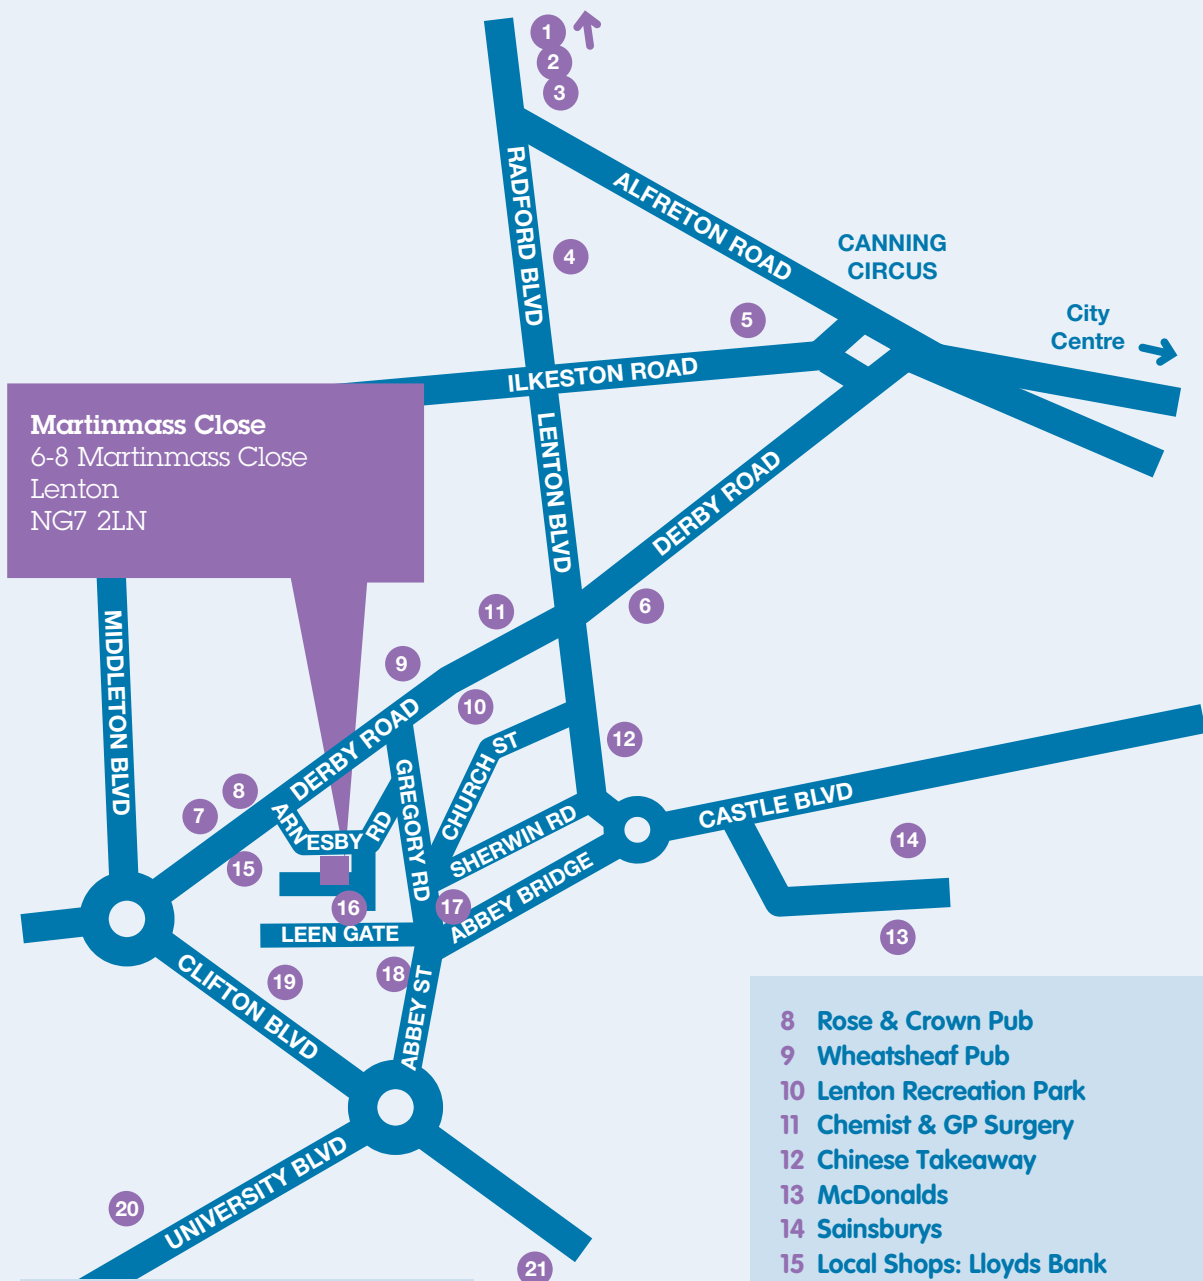 1
2
3
RADFORD BLVD
ALFRETON ROAD
4
CANNING
CIRCUS
5
City
Centre
ILKESTON ROAD
Martinmass Close
6-8 Martinmass Close
Lenton
NG7 2LN
LENTON BLVD
DERBY ROAD
6
11
MIDDLETON BLVD
9
10
DERBY ROAD
CHURCH ST
12
GREGORY RD
8
7
ARNESBY RD
SHERWIN RD
CASTLE BLVD
14
15
16
17
ABBEY BRIDGE
LEEN GATE
13
18
19
CLIFTON BLVD
ABBEY ST
UNIVERSITY BLVD
20
21
8 Rose & Crown Pub
9 Wheatsheaf Pub
10 Lenton Recreation Park
11 Chemist & GP Surgery
12 Chinese Takeaway
13 McDonalds
14 Sainsburys
15 Local Shops: Lloyds Bank